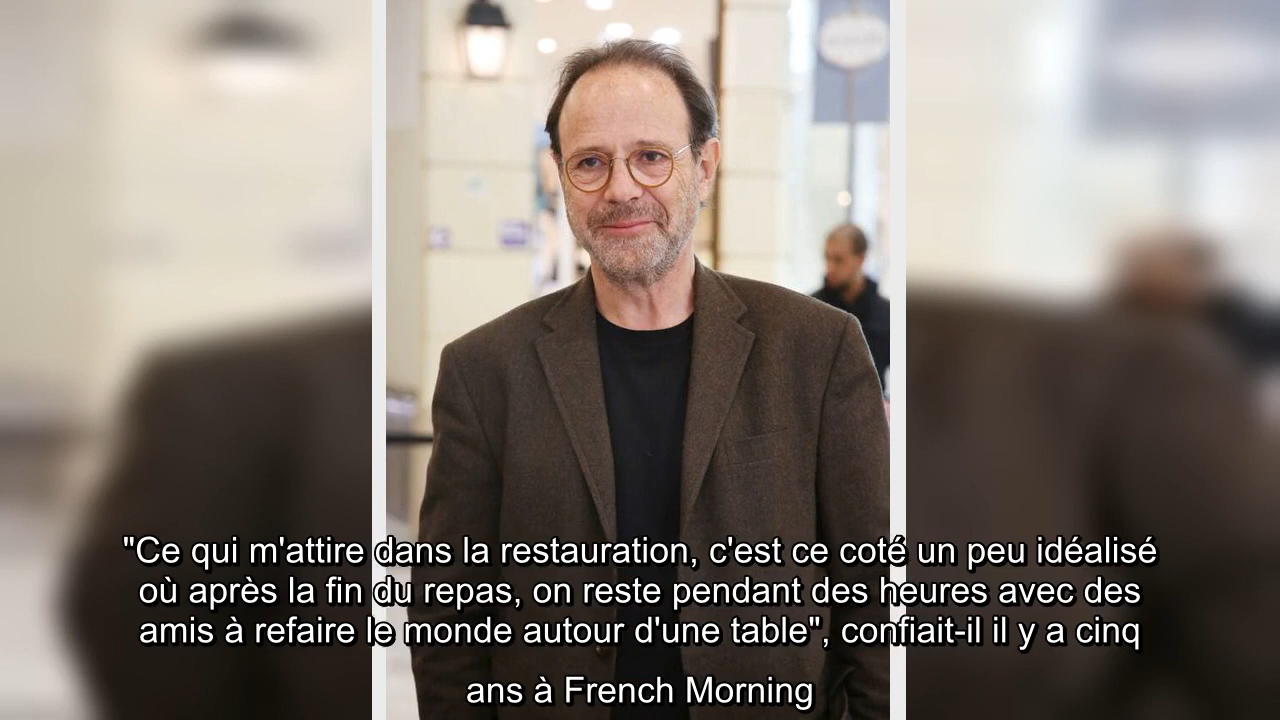 "Ce qui m'attire dans la restauration, c'est ce coté un peu idéalisé
où après la fin du repas, on reste pendant des heures avec des
amis à refaire le monde autour d'une table", confiait-il il y a cinq
ans à French Morning